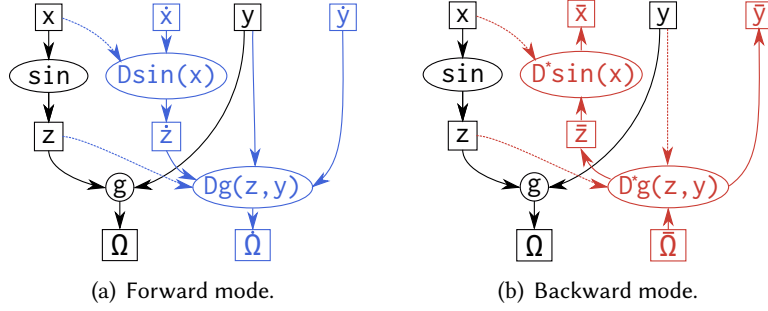 x ẋ y ẏ
sin Dsin(x)
z ż
g Dg(z,y)
Ω Ω̇
(a) Forward mode.
x x̄ y ȳ
sin D*sin(x)
z z̄
g D*g(z,y)
Ω Ω̄
(b) Backward mode.